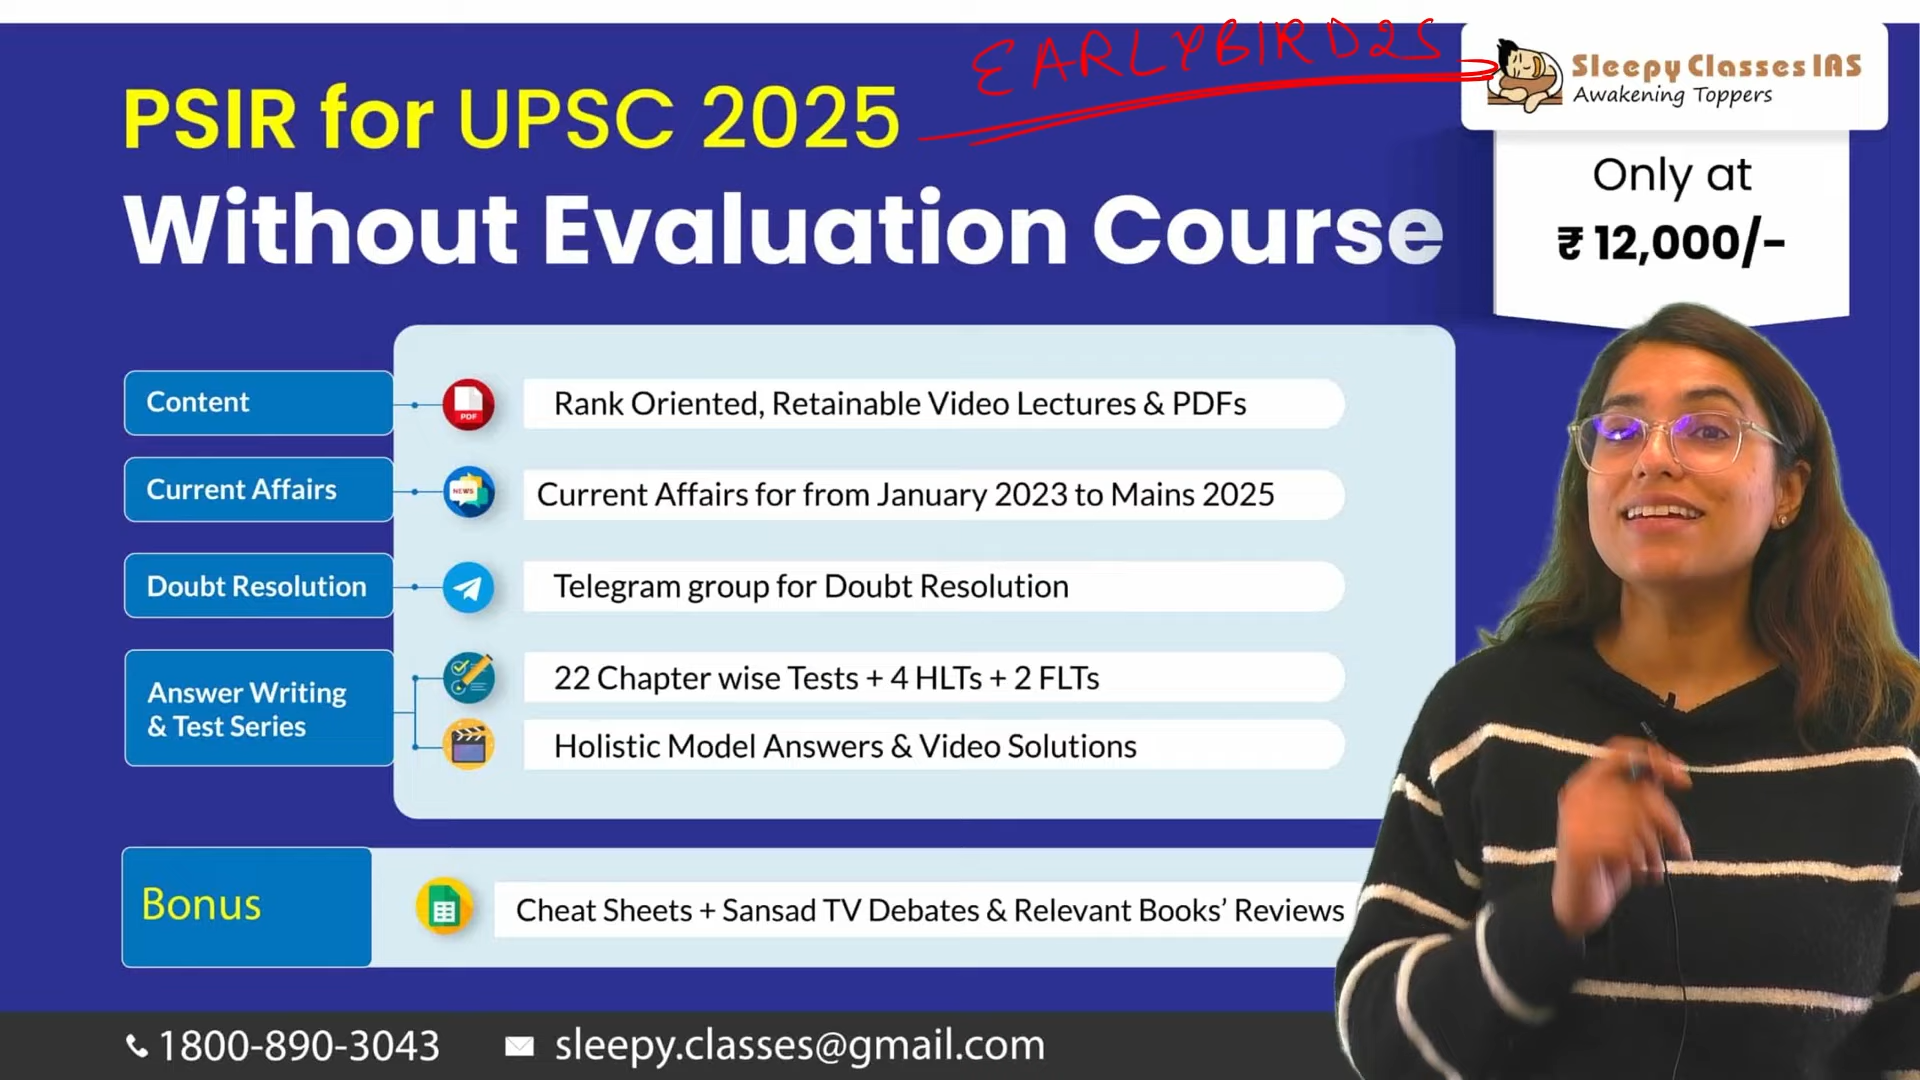 EARLYBIRD25
Sleepy Classes IAS
Awakening Toppers
PSIR for UPSC 2025
Without Evaluation Course
Only at
₹ 12,000/-
Content
PDF
Rank Oriented, Retainable Video Lectures & PDFs
Current Affairs
NEWS
Current Affairs for from January 2023 to Mains 2025
Doubt Resolution
Telegram group for Doubt Resolution
Answer Writing
& Test Series
22 Chapter wise Tests + 4 HLTs + 2 FLTs
Holistic Model Answers & Video Solutions
Bonus
Cheat Sheets + Sansad TV Debates & Relevant Books’ Reviews
1800-890-3043
sleepy.classes@gmail.com